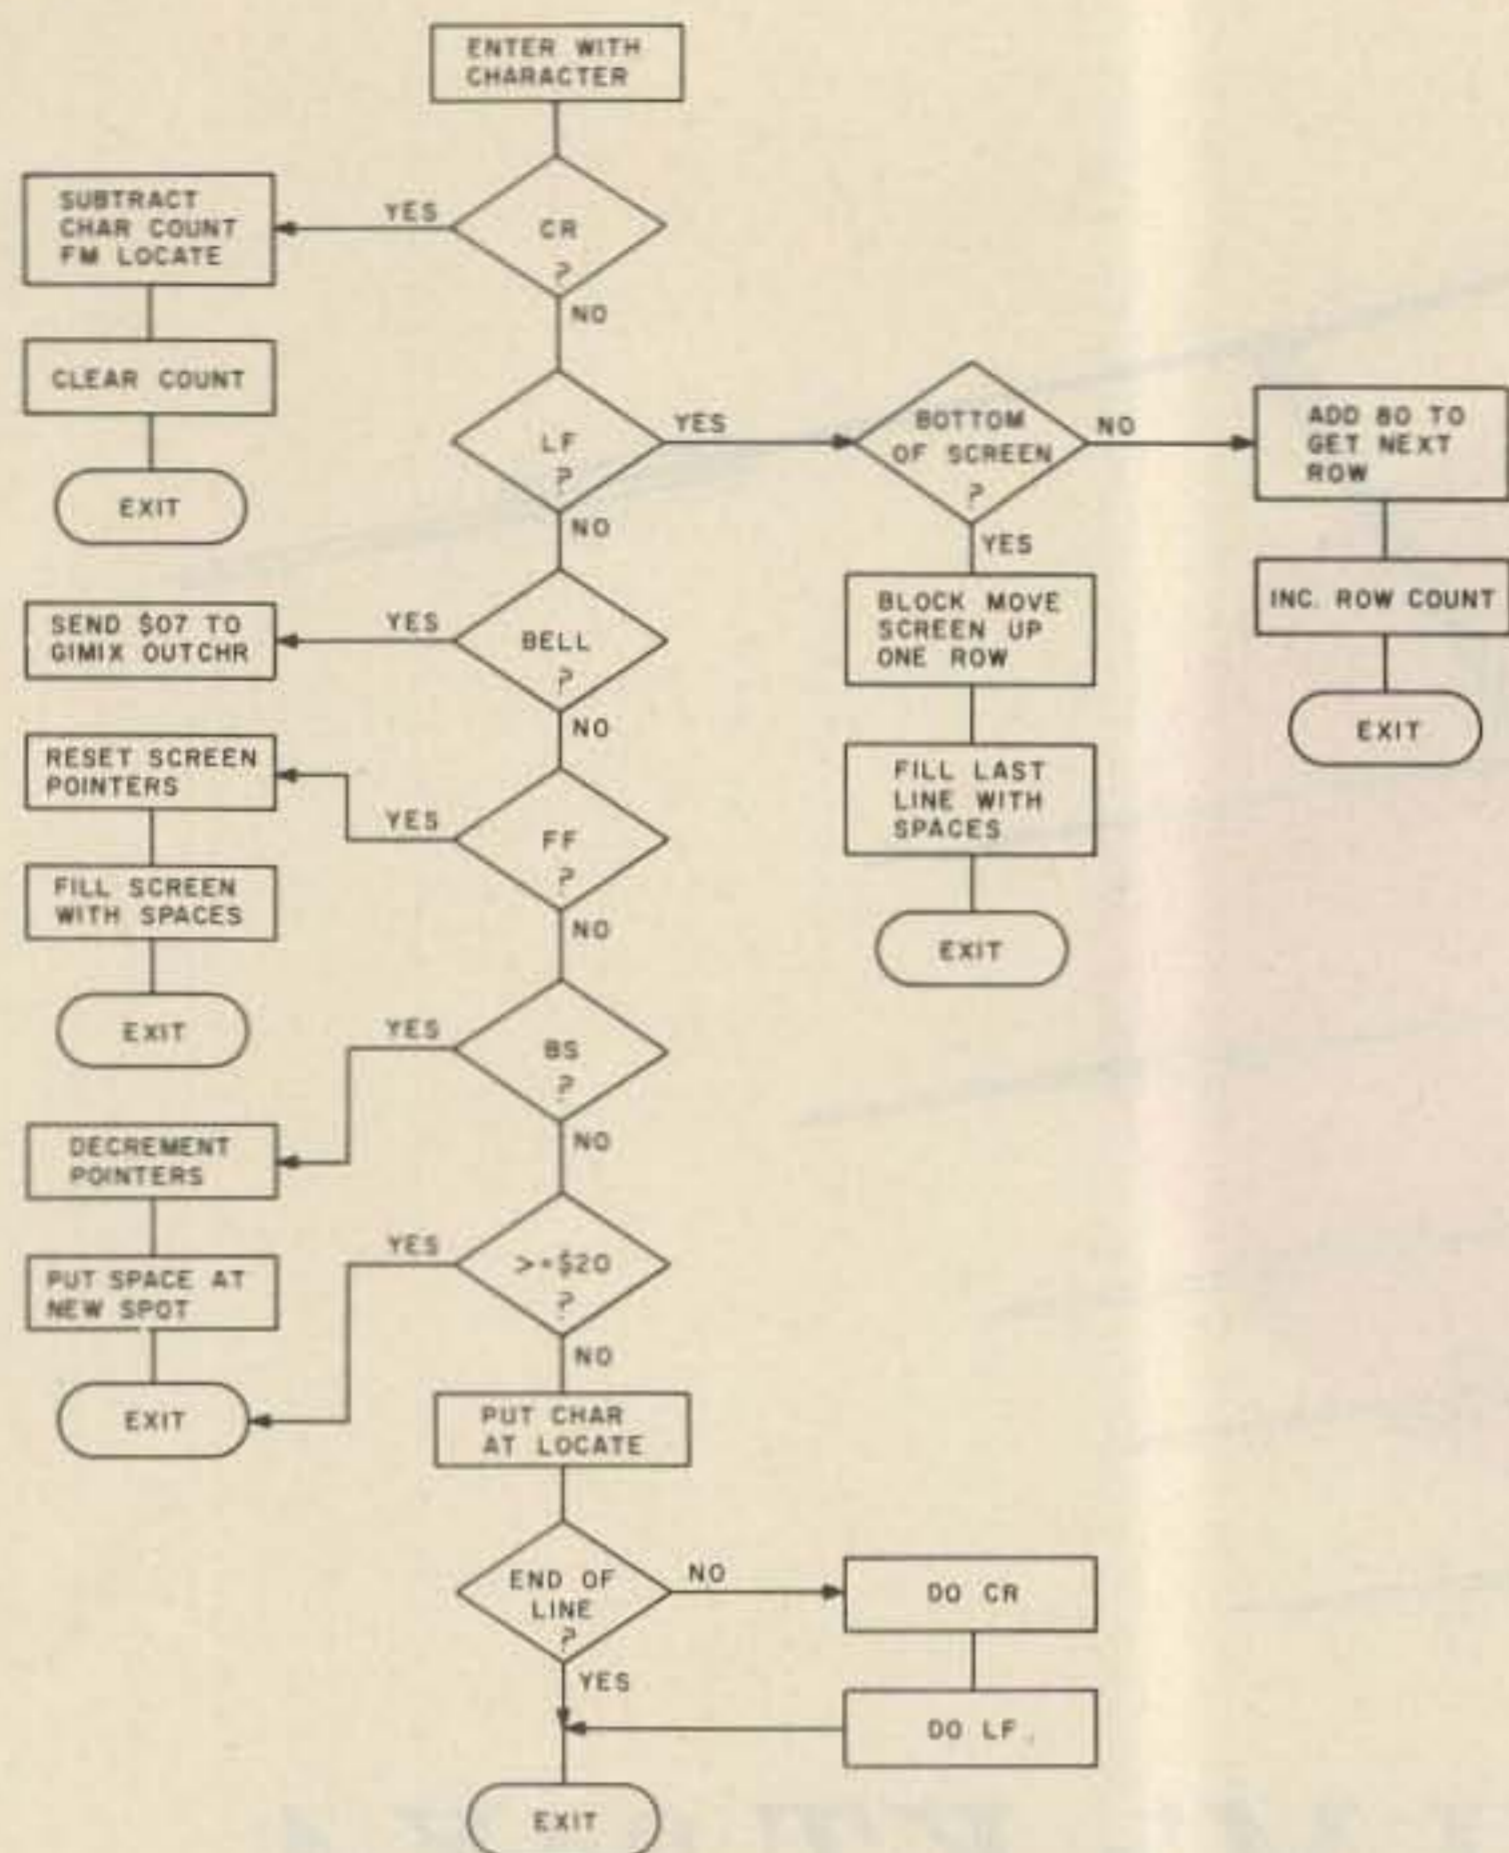 ENTER WITH
CHARACTER
CR
?
YES
SUBTRACT
CHAR COUNT
FM LOCATE
CLEAR COUNT
EXIT
NO
LF
?
YES
BOTTOM
OF SCREEN
?
NO
ADD 80 TO
GET NEXT
ROW
INC. ROW COUNT
EXIT
YES
BLOCK MOVE
SCREEN UP
ONE ROW
FILL LAST
LINE WITH
SPACES
EXIT
NO
BELL
?
YES
SEND $07 TO
GIMIX OUTCHR
NO
FF
?
YES
RESET SCREEN
POINTERS
FILL SCREEN
WITH SPACES
EXIT
NO
BS
?
YES
DECREMENT
POINTERS
PUT SPACE AT
NEW SPOT
EXIT
NO
>=$20
?
YES
NO
PUT CHAR
AT LOCATE
END OF
LINE
?
NO
DO CR
DO LF
YES
EXIT